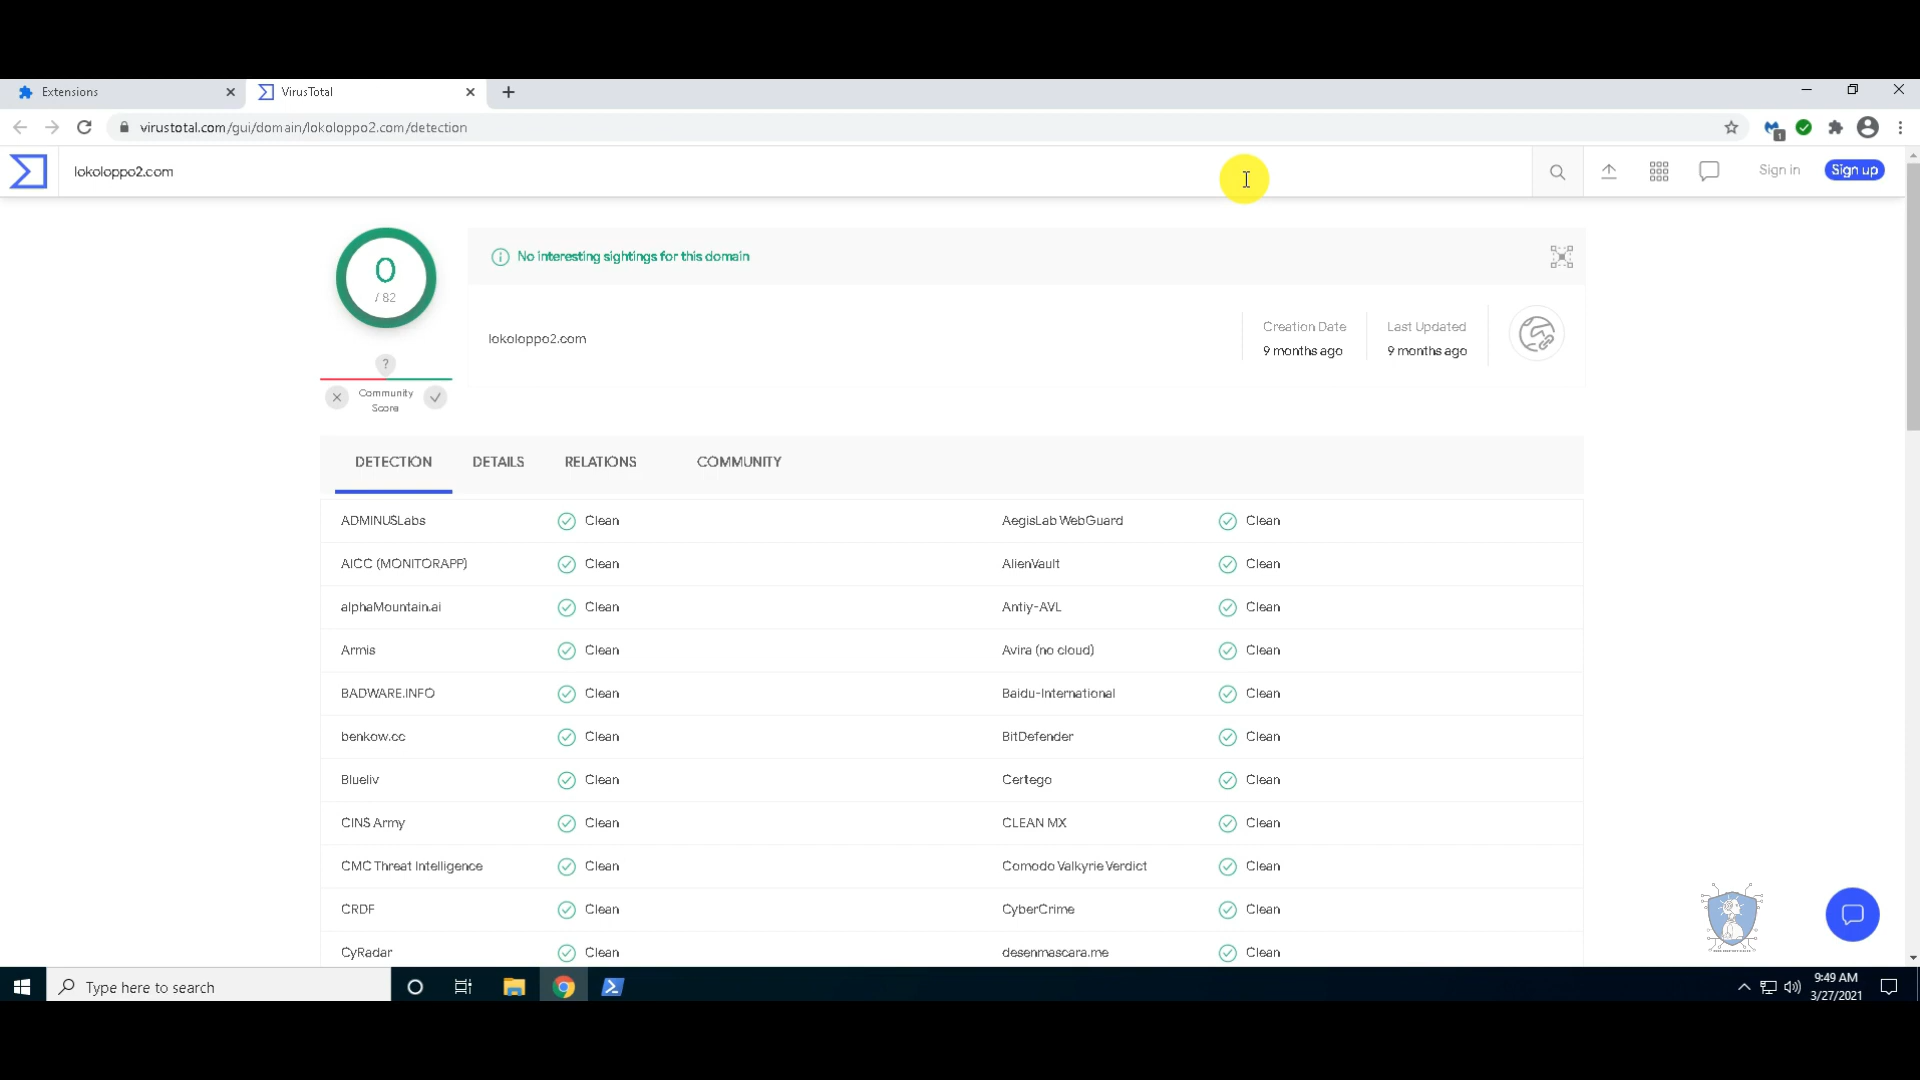 Extensions
VirusTotal
virustotal.com/gui/domain/lokoloppo2.com/detection
1
lokoloppo2.com
Sign in
Sign up
0
/ 82
No interesting sightings for this domain
lokoloppo2.com
Creation Date
9 months ago
Last Updated
9 months ago
?
Community
Score
DETECTION
DETAILS
RELATIONS
COMMUNITY
ADMINUSLabs Clean AegisLab WebGuard Clean
AICC (MONITORAPP) Clean AlienVault Clean
alphaMountain.ai Clean Antiy-AVL Clean
Armis Clean Avira (no cloud) Clean
BADWARE.INFO Clean Baidu-International Clean
benkow.cc Clean BitDefender Clean
Blueliv Clean Certego Clean
CINS Army Clean CLEAN MX Clean
CMC Threat Intelligence Clean Comodo Valkyrie Verdict Clean
CRDF Clean CyberCrime Clean
CyRadar Clean desenmascara.me Clean
Type here to search
9:49 AM
3/27/2021